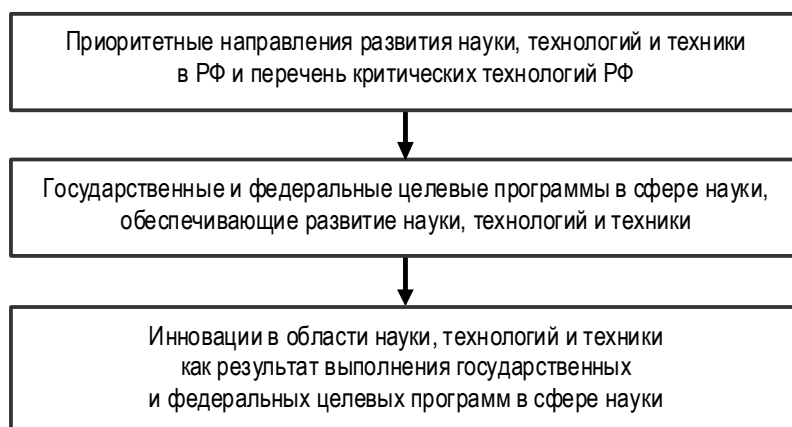 Приоритетные направления развития науки, технологий и техники
в РФ и перечень критических технологий РФ
Государственные и федеральные целевые программы в сфере науки,
обеспечивающие развитие науки, технологий и техники
Инновации в области науки, технологий и техники
как результат выполнения государственных
и федеральных целевых программ в сфере науки